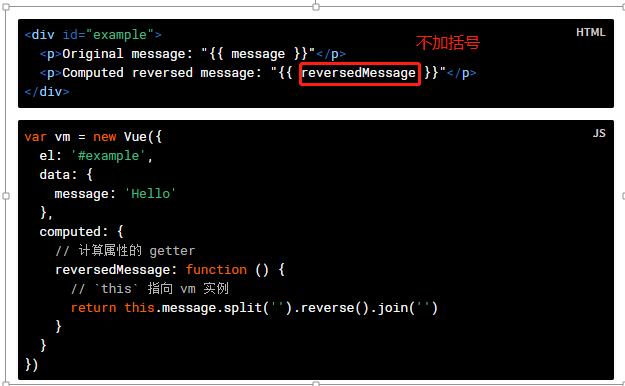 不加括号
HTML
<div id="example">
  <p>Original message: "{{ message }}"</p>
  <p>Computed reversed message: "{{ reversedMessage }}"</p>
</div>
JS
var vm = new Vue({
  el: '#example',
  data: {
    message: 'Hello'
  },
  computed: {
    // 计算属性的 getter
    reversedMessage: function () {
      // `this` 指向 vm 实例
      return this.message.split('').reverse().join('')
    }
  }
})